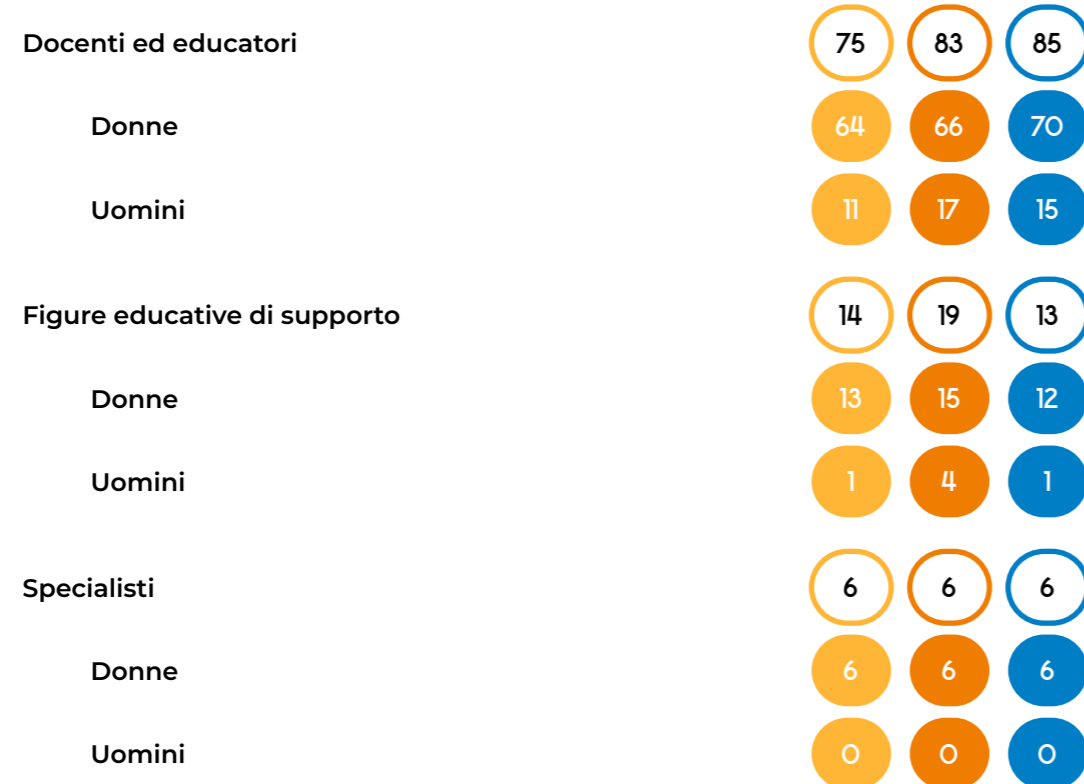 Docenti ed educatori 75 83 85
Donne 64 66 70
Uomini 11 17 15
Figure educative di supporto 14 19 13
Donne 13 15 12
Uomini 1 4 1
Specialisti 6 6 6
Donne 6 6 6
Uomini 0 0 0